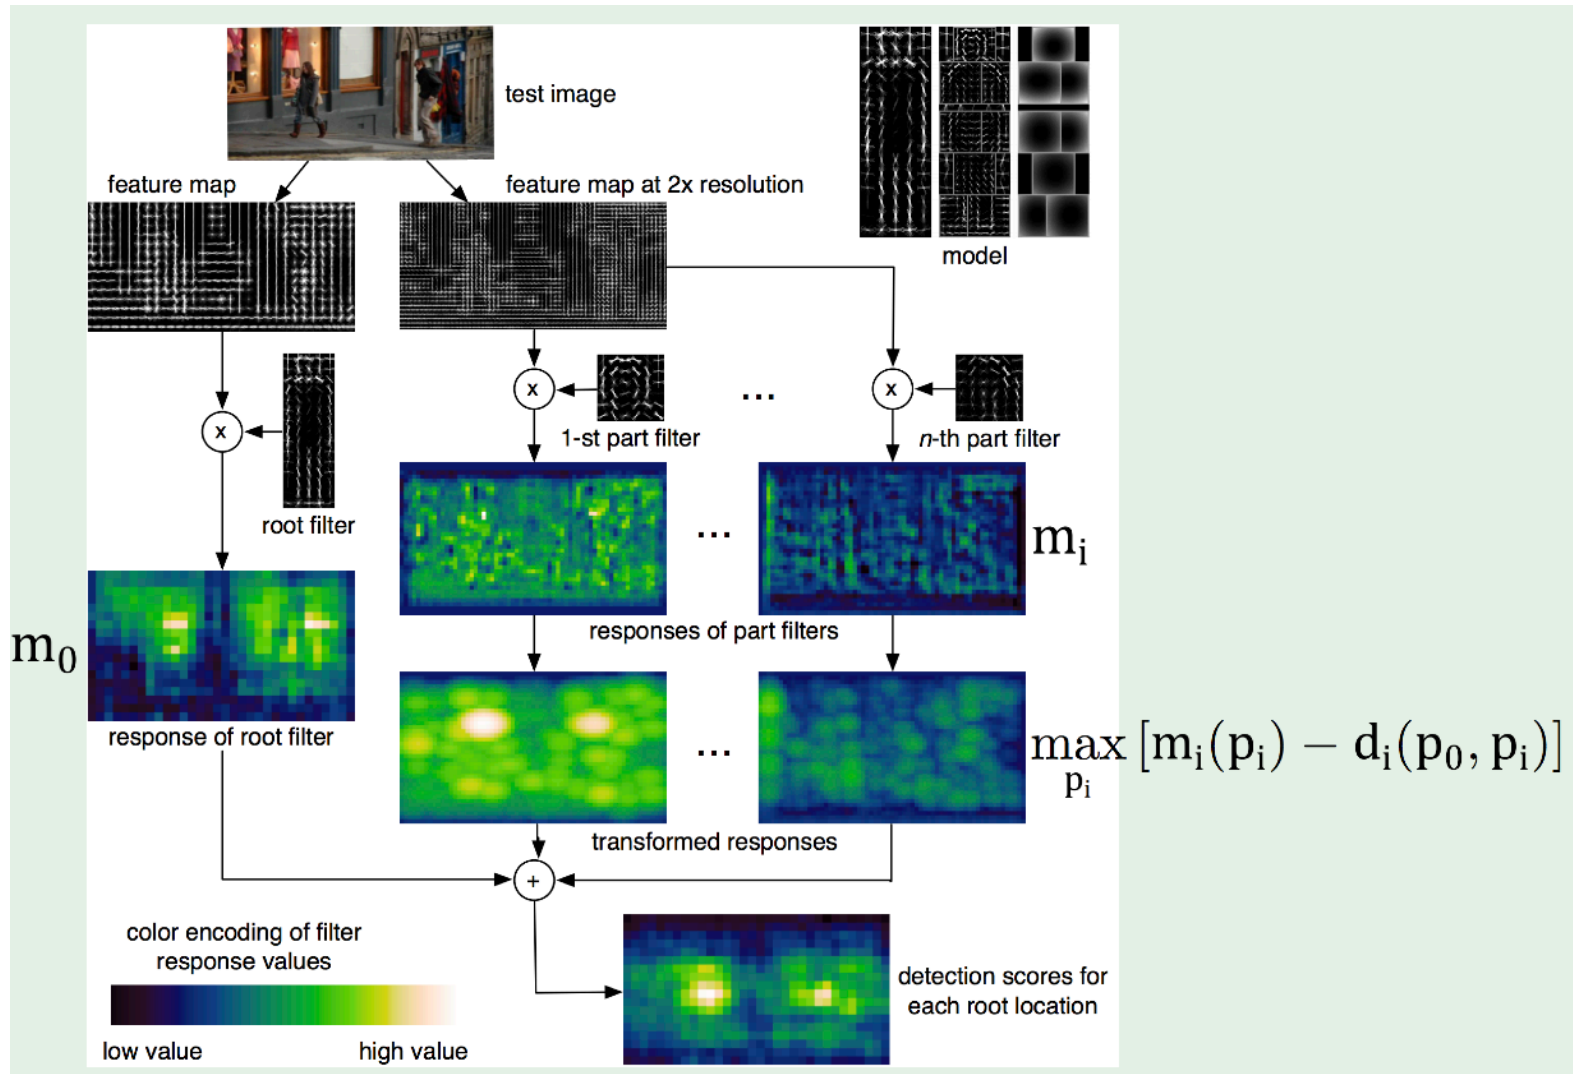 test image
feature map
feature map at 2x resolution
model
x
x
x
1-st part filter
n-th part filter
root filter
...
...
mᵢ
responses of part filters
m₀
response of root filter
...
max [mᵢ(pᵢ) − dᵢ(p₀, pᵢ)]
pᵢ
transformed responses
+
color encoding of filter
response values
low value
high value
detection scores for
each root location